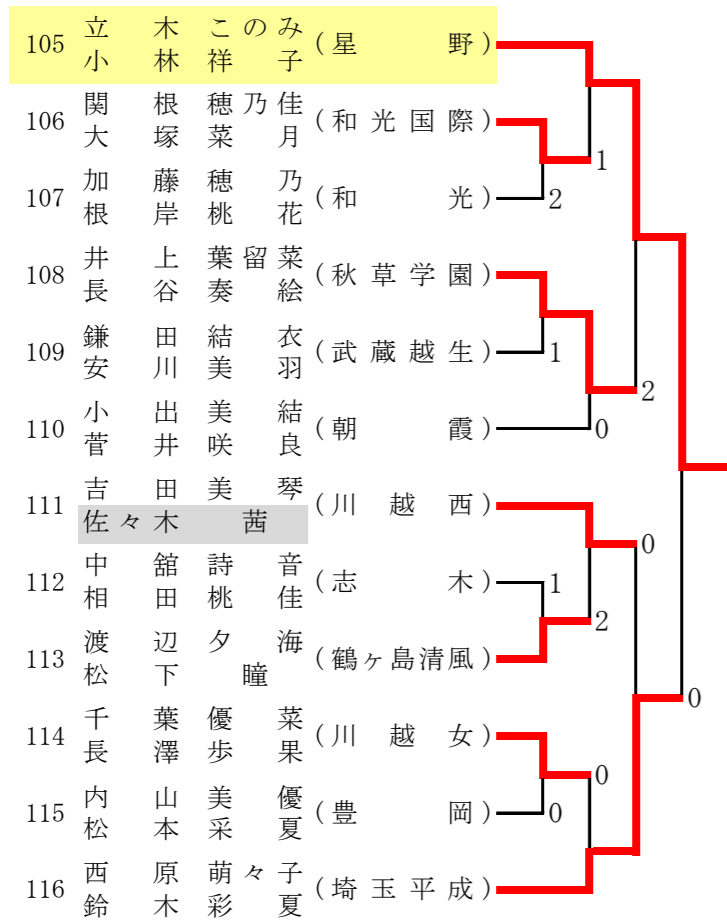 105 立木このみ (星野)
小林祥子
106 関根穂乃佳 (和光国際)
大塚菜月
1
107 加藤穂乃 (和光) 2
根岸桃花
108 井上葉留菜 (秋草学園)
長谷奏絵
109 鎌田結衣 (武蔵越生) 1
安川美羽
2
110 小出美結 (朝霞) 0
菅井咲良
111 吉田美琴 (川越西)
佐々木茜
0
112 中舘詩音 (志木) 1
相田桃佳
2
113 渡辺夕海 (鶴ヶ島清風)
松下瞳
0
114 千葉優菜 (川越女)
長澤歩果
0
115 内山美優 (豊岡) 0
松本采夏
116 西原萌々子 (埼玉平成)
鈴木彩夏